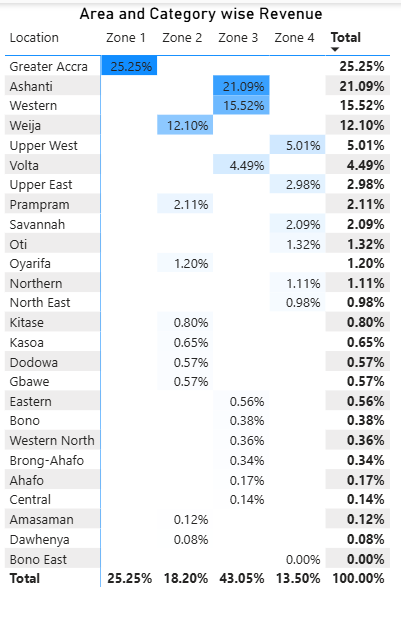 Area and Category wise Revenue
Location Zone 1 Zone 2 Zone 3 Zone 4 Total
Greater Accra 25.25% 25.25%
Ashanti 21.09% 21.09%
Western 15.52% 15.52%
Weija 12.10% 12.10%
Upper West 5.01% 5.01%
Volta 4.49% 4.49%
Upper East 2.98% 2.98%
Prampram 2.11% 2.11%
Savannah 2.09% 2.09%
Oti 1.32% 1.32%
Oyarifa 1.20% 1.20%
Northern 1.11% 1.11%
North East 0.98% 0.98%
Kitase 0.80% 0.80%
Kasoa 0.65% 0.65%
Dodowa 0.57% 0.57%
Gbawe 0.57% 0.57%
Eastern 0.56% 0.56%
Bono 0.38% 0.38%
Western North 0.36% 0.36%
Brong-Ahafo 0.34% 0.34%
Ahafo 0.17% 0.17%
Central 0.14% 0.14%
Amasaman 0.12% 0.12%
Dawhenya 0.08% 0.08%
Bono East 0.00% 0.00%
Total 25.25% 18.20% 43.05% 13.50% 100.00%